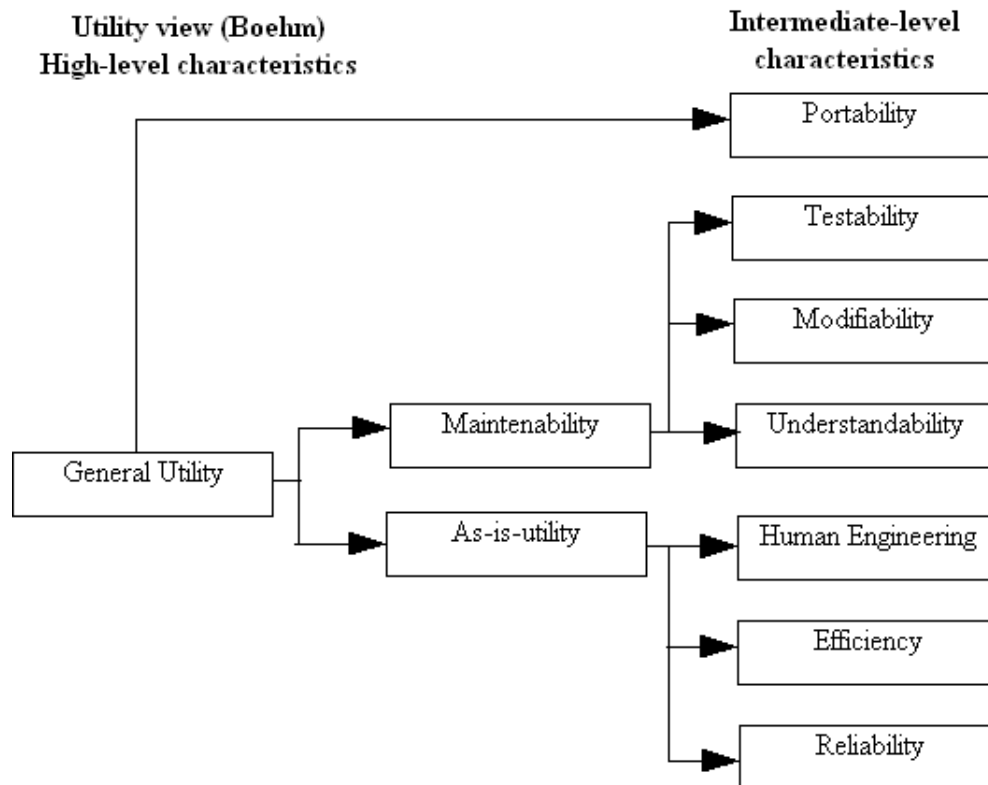 Utility view (Boehm)
High-level characteristics
Intermediate-level
characteristics
Portability
Testability
Modifiability
Maintenability
Understandability
General Utility
As-is-utility
Human Engineering
Efficiency
Reliability